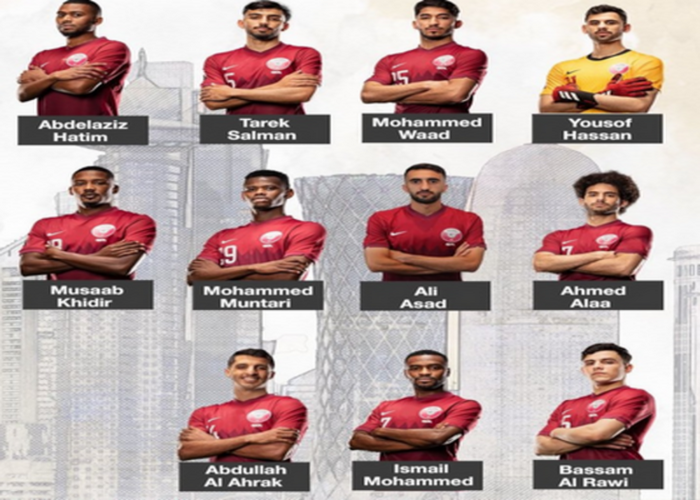 Abdelaziz
Hatim
Tarek
Salman
Mohammed
Waad
Yousof
Hassan
Musaab
Khidir
Mohammed
Muntari
Ali
Asad
Ahmed
Alaa
Abdullah
Al Ahrak
Ismail
Mohammed
Bassam
Al Rawi